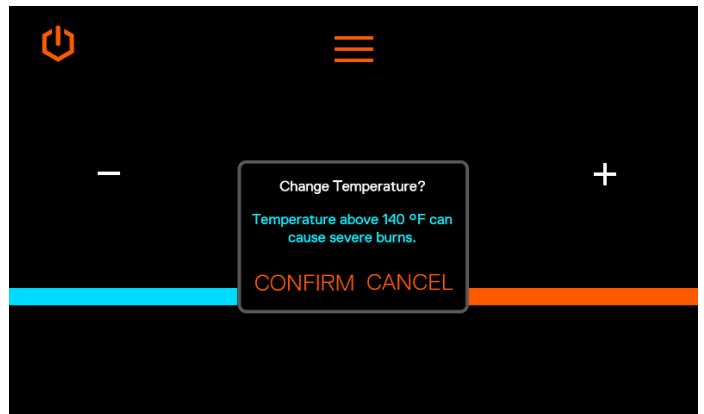 Change Temperature?
Temperature above 140 °F can
cause severe burns.
CONFIRM CANCEL